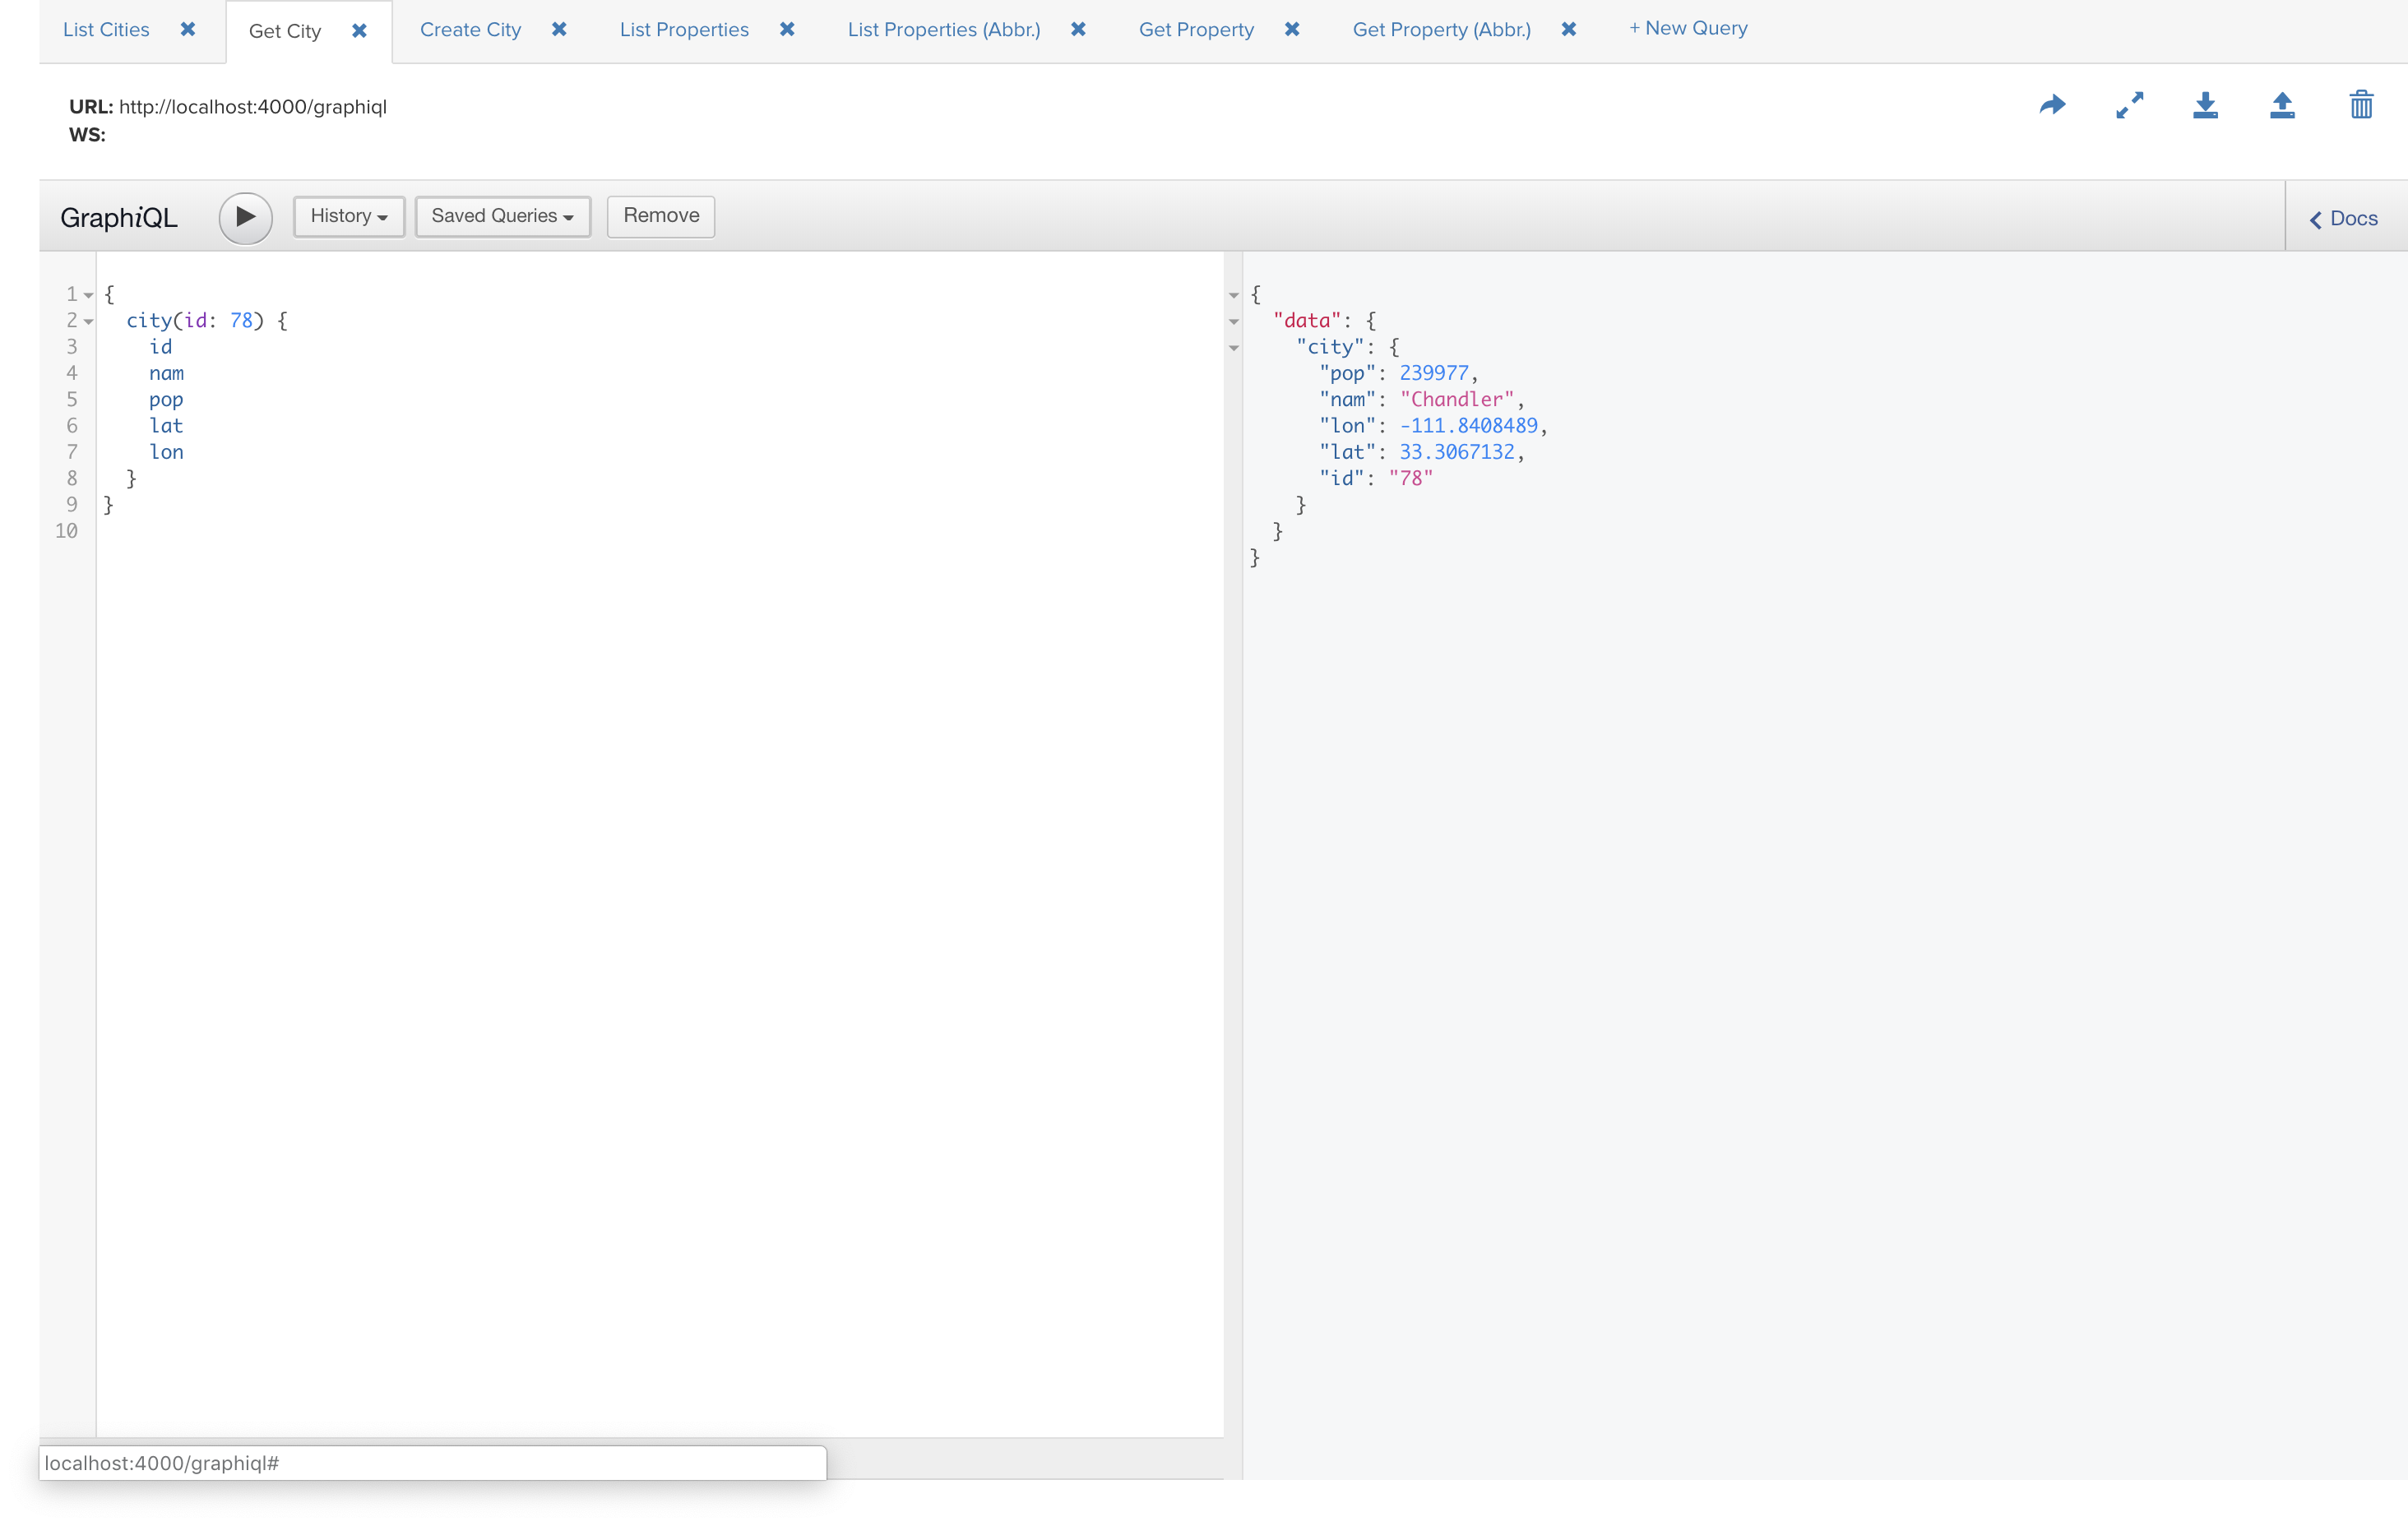 List Cities ✖ Get City ✖ Create City ✖ List Properties ✖ List Properties (Abbr.) ✖ Get Property ✖ Get Property (Abbr.) ✖ + New Query
URL: http://localhost:4000/graphiql
WS:
GraphiQL History Saved Queries Remove Docs
1 {
2 city(id: 78) {
3 id
4 nam
5 pop
6 lat
7 lon
8 }
9 }
10
{
"data": {
"city": {
"pop": 239977,
"nam": "Chandler",
"lon": -111.8408489,
"lat": 33.3067132,
"id": "78"
}
}
}
localhost:4000/graphiql#